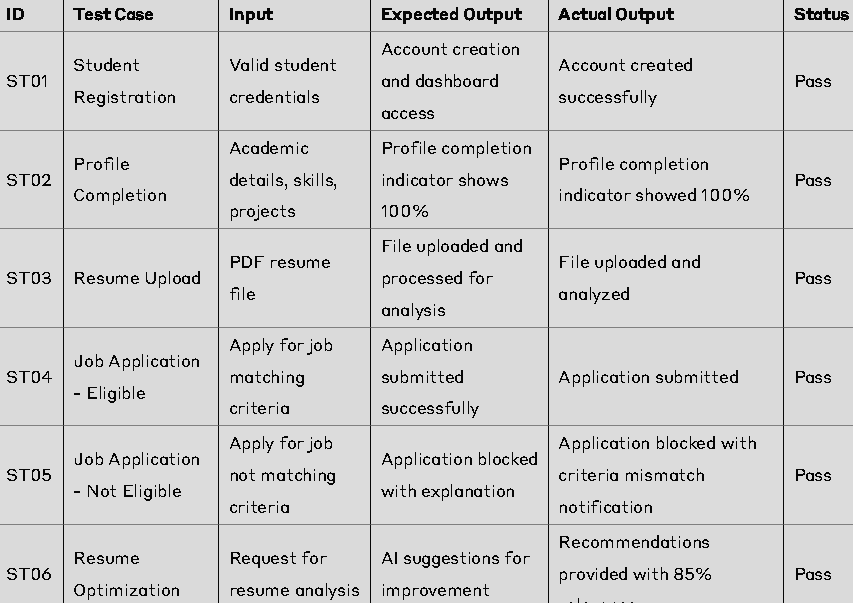 ID Test Case Input Expected Output Actual Output Status
ST01 Student Registration Valid student credentials Account creation and dashboard access Account created successfully Pass
ST02 Profile Completion Academic details, skills, projects Profile completion indicator shows 100% Profile completion indicator showed 100% Pass
ST03 Resume Upload PDF resume file File uploaded and processed for analysis File uploaded and analyzed Pass
ST04 Job Application - Eligible Apply for job matching criteria Application submitted successfully Application submitted Pass
ST05 Job Application - Not Eligible Apply for job not matching criteria Application blocked with explanation Application blocked with criteria mismatch notification Pass
ST06 Resume Optimization Request for resume analysis AI suggestions for improvement Recommendations provided with 85% Pass